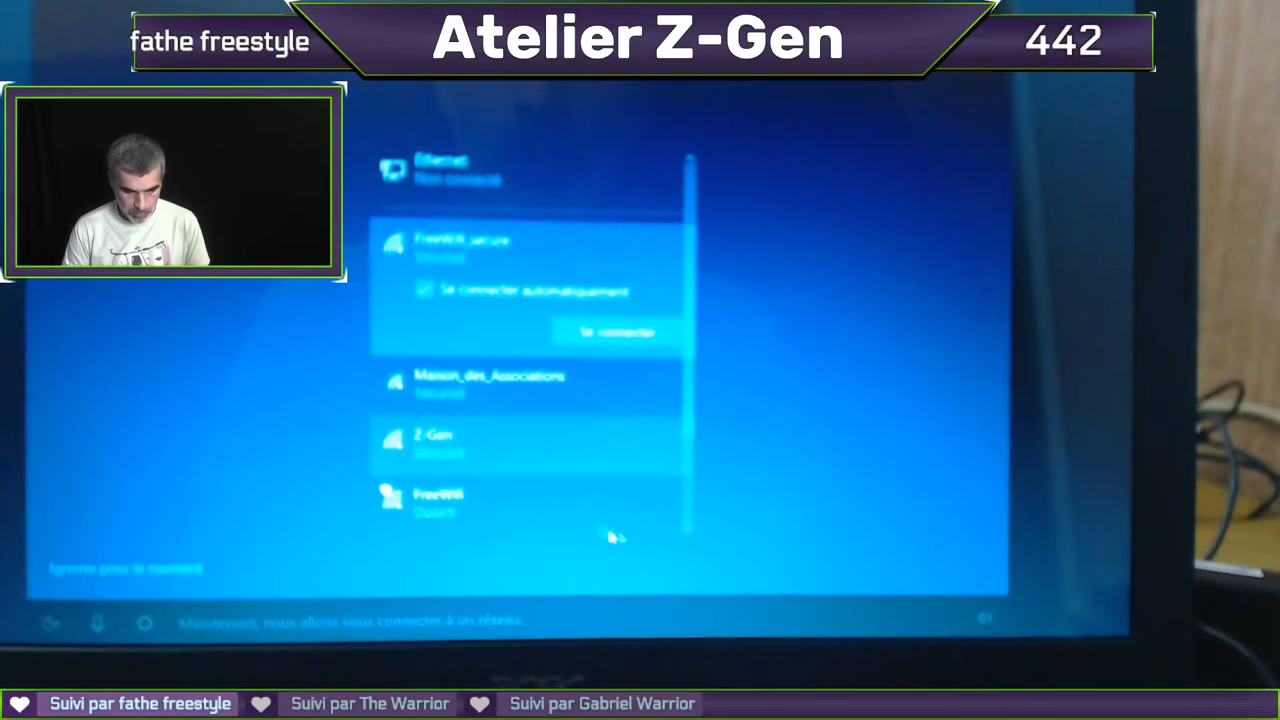 fathe freestyle
Atelier Z-Gen
442
Ethernet
Non connecté
FreeWifi_secure
Sécurisé
Se connecter automatiquement
Se connecter
Maison_des_Associations
Sécurisé
Z-Gen
Sécurisé
FreeWifi
Ouvert
Ignorer pour le moment
Maintenant, nous allons vous connecter à un réseau.
Suivi par fathe freestyle
Suivi par The Warrior
Suivi par Gabriel Warrior